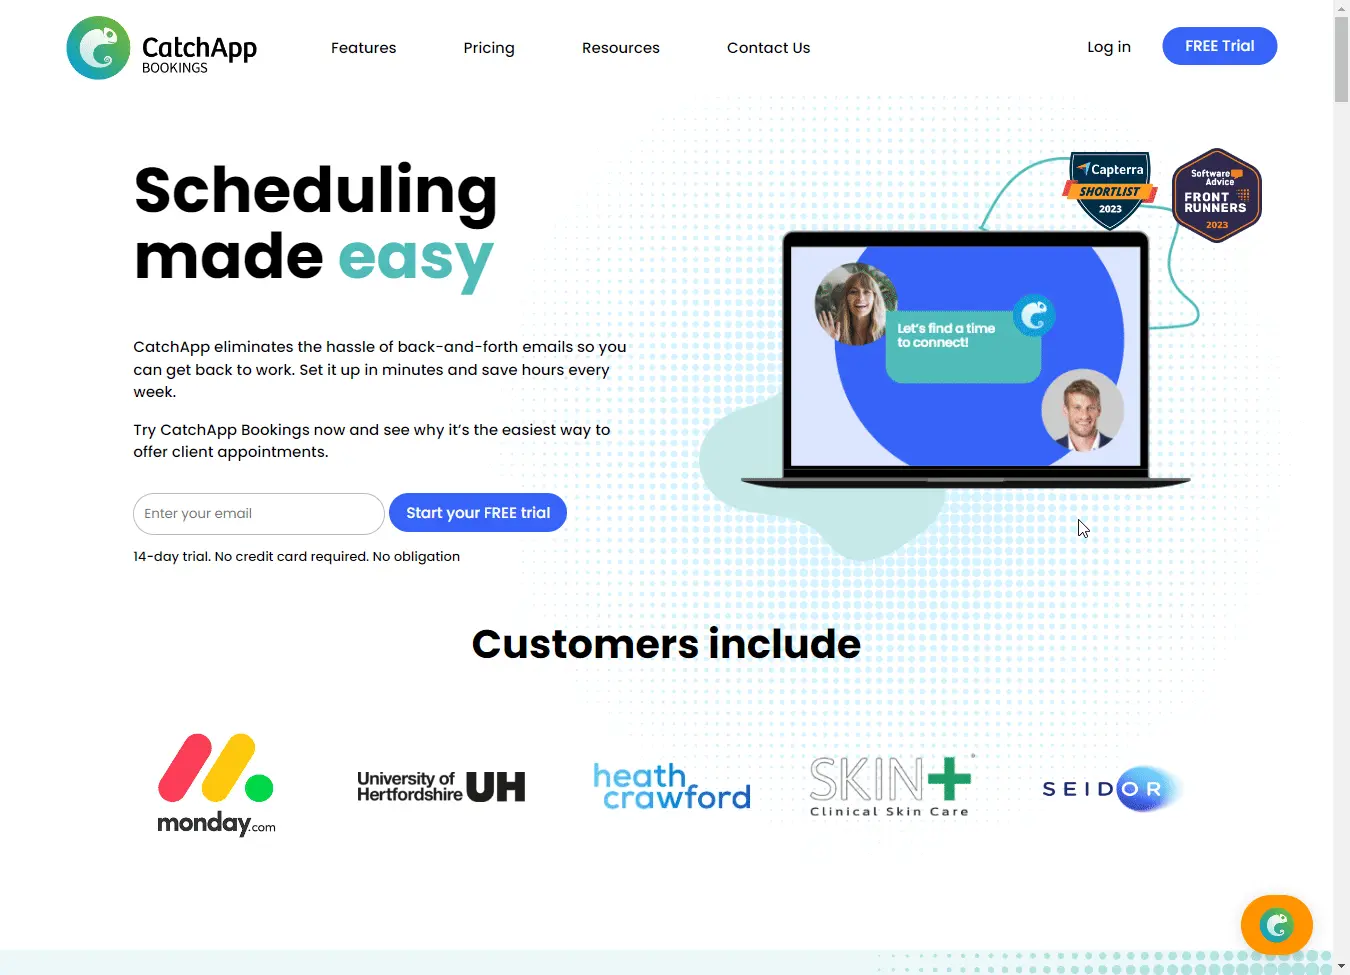 CatchApp
BOOKINGS
Features
Pricing
Resources
Contact Us
Log in
FREE Trial
Scheduling
made easy
CatchApp eliminates the hassle of back-and-forth emails so you
can get back to work. Set it up in minutes and save hours every
week.
Try CatchApp Bookings now and see why it’s the easiest way to
offer client appointments.
Enter your email
Start your FREE trial
14-day trial. No credit card required. No obligation
Capterra
SHORTLIST
2023
Software
Advice
FRONT
RUNNERS
2023
Let’s find a time
to connect!
Customers include
monday.com
University of
Hertfordshire UH
heath
crawford
SKIN+
Clinical Skin Care
SEIDOR